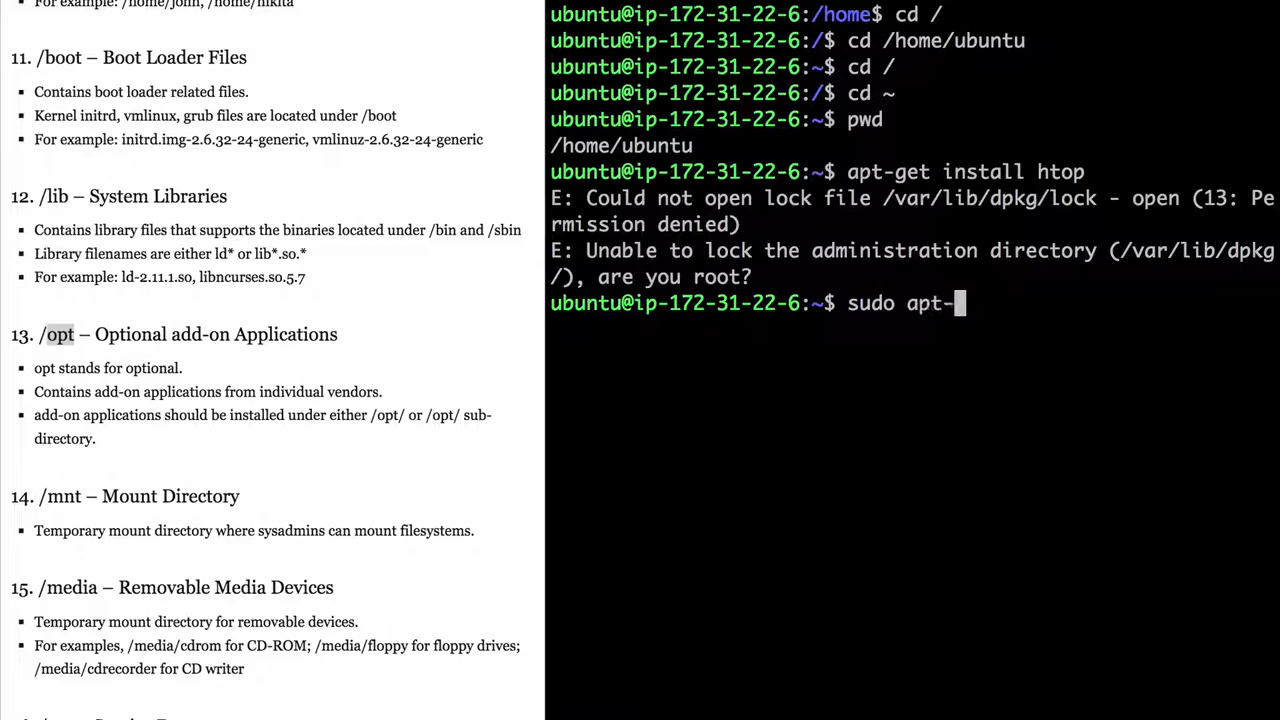 For example: /home/john, /home/nikita
11. /boot – Boot Loader Files
▪ Contains boot loader related files.
▪ Kernel initrd, vmlinux, grub files are located under /boot
▪ For example: initrd.img-2.6.32-24-generic, vmlinuz-2.6.32-24-generic
12. /lib – System Libraries
▪ Contains library files that supports the binaries located under /bin and /sbin
▪ Library filenames are either ld* or lib*.so.*
▪ For example: ld-2.11.1.so, libncurses.so.5.7
13. /opt – Optional add-on Applications
▪ opt stands for optional.
▪ Contains add-on applications from individual vendors.
▪ add-on applications should be installed under either /opt/ or /opt/ sub-
directory.
14. /mnt – Mount Directory
▪ Temporary mount directory where sysadmins can mount filesystems.
15. /media – Removable Media Devices
▪ Temporary mount directory for removable devices.
▪ For examples, /media/cdrom for CD-ROM; /media/floppy for floppy drives;
/media/cdrecorder for CD writer
ubuntu@ip-172-31-22-6:/home$ cd /
ubuntu@ip-172-31-22-6:/$ cd /home/ubuntu
ubuntu@ip-172-31-22-6:~$ cd /
ubuntu@ip-172-31-22-6:/$ cd ~
ubuntu@ip-172-31-22-6:~$ pwd
/home/ubuntu
ubuntu@ip-172-31-22-6:~$ apt-get install htop
E: Could not open lock file /var/lib/dpkg/lock - open (13: Pe
rmission denied)
E: Unable to lock the administration directory (/var/lib/dpkg
/), are you root?
ubuntu@ip-172-31-22-6:~$ sudo apt-